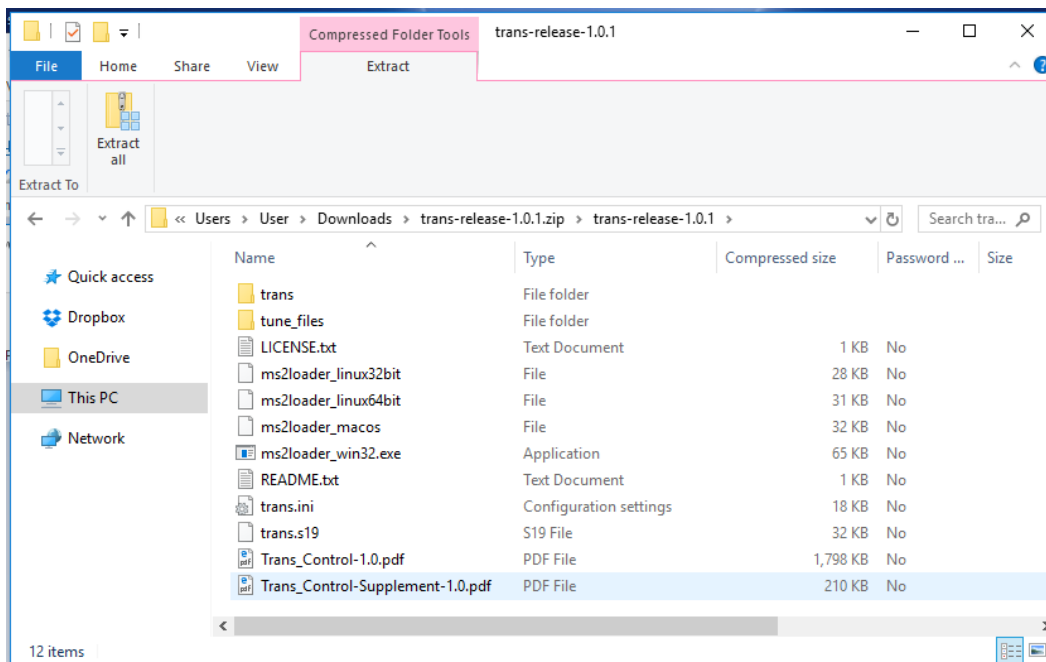 Compressed Folder Tools trans-release-1.0.1
File Home Share View Extract
Extract all
Extract To
« Users > User > Downloads > trans-release-1.0.1.zip > trans-release-1.0.1 > Search tra...
Name Type Compressed size Password ... Size
Quick access
Dropbox
OneDrive
This PC
Network
trans File folder
tune_files File folder
LICENSE.txt Text Document 1 KB No
ms2loader_linux32bit File 28 KB No
ms2loader_linux64bit File 31 KB No
ms2loader_macos File 32 KB No
ms2loader_win32.exe Application 65 KB No
README.txt Text Document 1 KB No
trans.ini Configuration settings 18 KB No
trans.s19 S19 File 32 KB No
Trans_Control-1.0.pdf PDF File 1,798 KB No
Trans_Control-Supplement-1.0.pdf PDF File 210 KB No
12 items